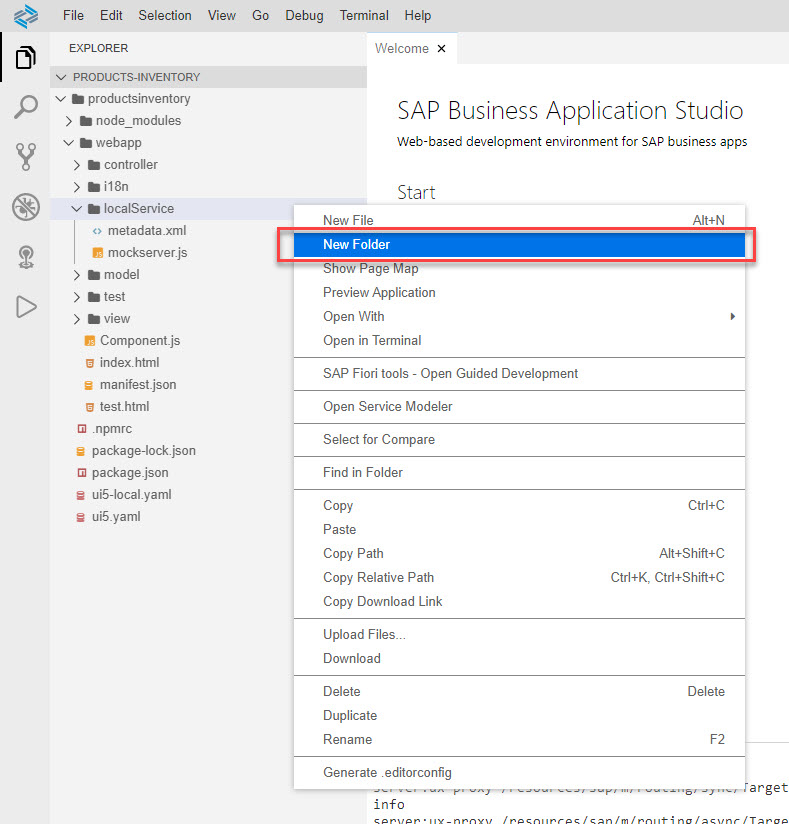 File Edit Selection View Go Debug Terminal Help
EXPLORER
PRODUCTS-INVENTORY
productsinventory
node_modules
webapp
controller
i18n
localService
metadata.xml
mockserver.js
model
test
view
Component.js
index.html
manifest.json
test.html
.npmrc
package-lock.json
package.json
ui5-local.yaml
ui5.yaml
Welcome
SAP Business Application Studio
Web-based development environment for SAP business apps
Start
New File Alt+N
New Folder
Show Page Map
Preview Application
Open With
Open in Terminal
SAP Fiori tools - Open Guided Development
Open Service Modeler
Select for Compare
Find in Folder
Copy Ctrl+C
Paste
Copy Path Alt+Shift+C
Copy Relative Path Ctrl+K, Ctrl+Shift+C
Copy Download Link
Upload Files...
Download
Delete Delete
Duplicate
Rename F2
Generate .editorconfig
server:ux-proxy /resources/sap/m/routing/sync/Target
info
server:ux-proxy /resources/sap/m/routing/async/Targe